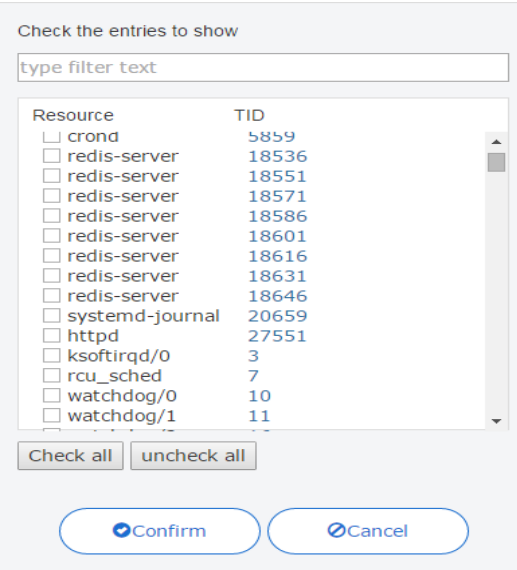 Check the entries to show
type filter text
Resource TID
crond 5859
redis-server 18536
redis-server 18551
redis-server 18571
redis-server 18586
redis-server 18601
redis-server 18616
redis-server 18631
redis-server 18646
systemd-journal 20659
httpd 27551
ksoftirqd/0 3
rcu_sched 7
watchdog/0 10
watchdog/1 11
Check all uncheck all
Confirm Cancel